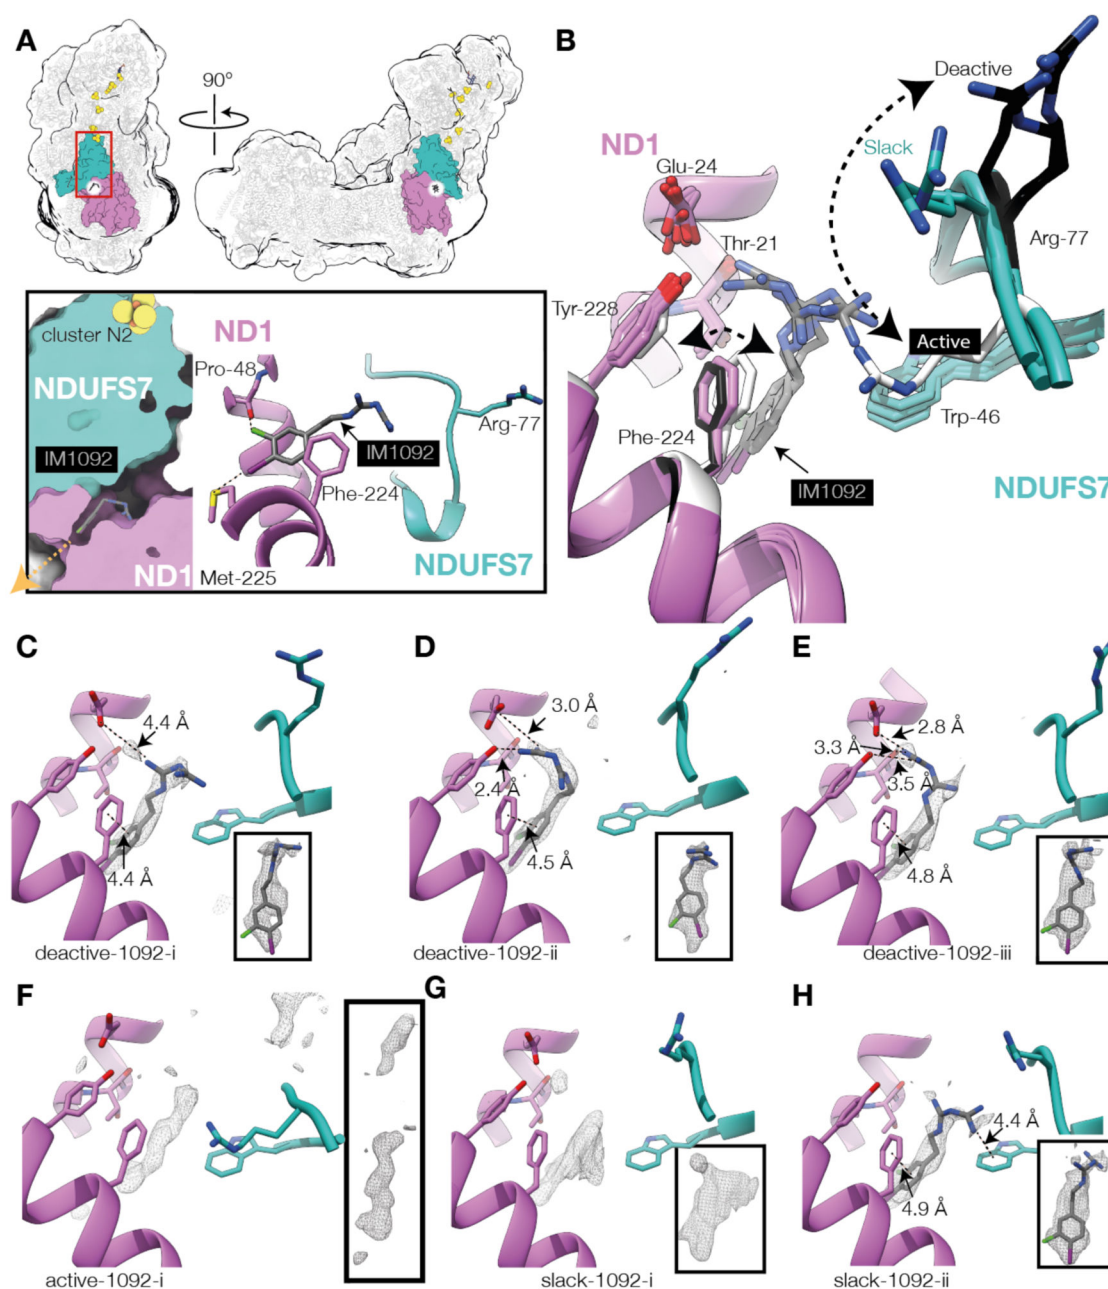 A
90°
cluster N2
NDUFS7
IM1092
ND1
ND1
Pro-48
Arg-77
IM1092
Phe-224
Met-225
NDUFS7
B
Deactive
ND1
Glu-24
Slack
Thr-21
Arg-77
Tyr-228
Active
Trp-46
Phe-224
IM1092
NDUFS7
C
4.4 Å
4.4 Å
deactive-1092-i
D
3.0 Å
2.4 Å
4.5 Å
deactive-1092-ii
E
2.8 Å
3.3 Å
3.5 Å
4.8 Å
deactive-1092-iii
F
active-1092-i
G
slack-1092-i
H
4.4 Å
4.9 Å
slack-1092-ii